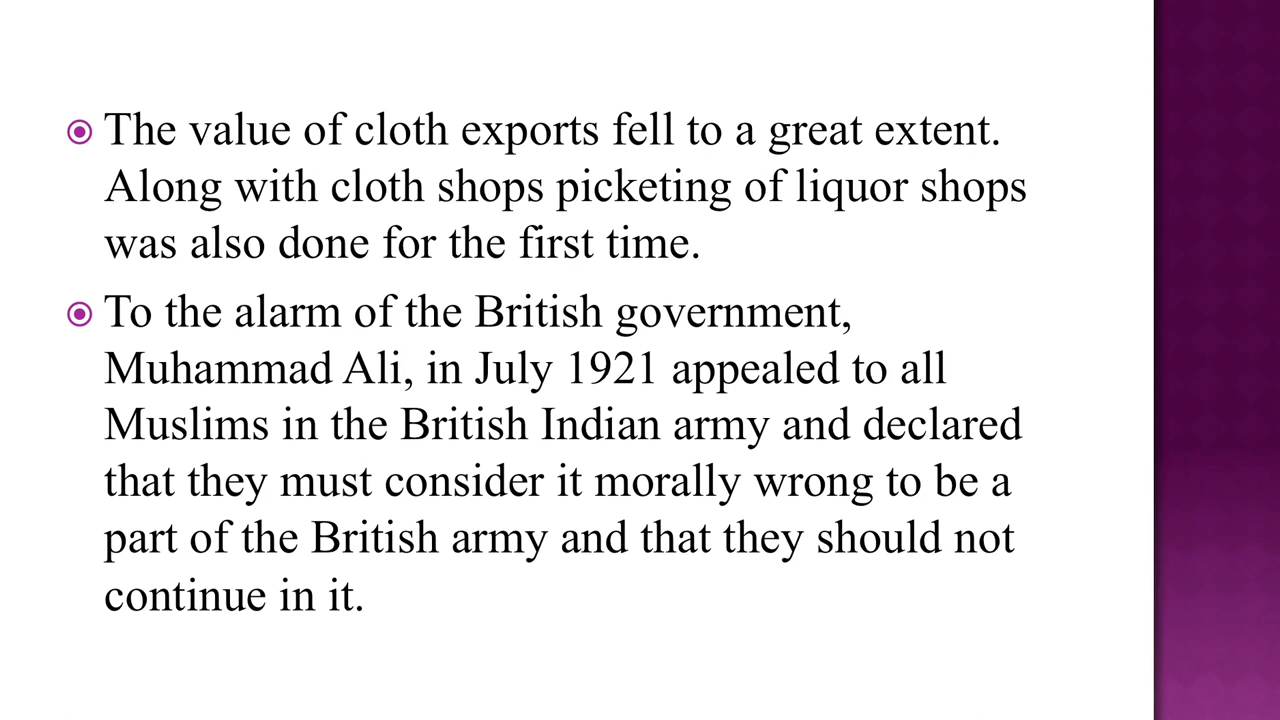 The value of cloth exports fell to a great extent.
Along with cloth shops picketing of liquor shops
was also done for the first time.
To the alarm of the British government,
Muhammad Ali, in July 1921 appealed to all
Muslims in the British Indian army and declared
that they must consider it morally wrong to be a
part of the British army and that they should not
continue in it.